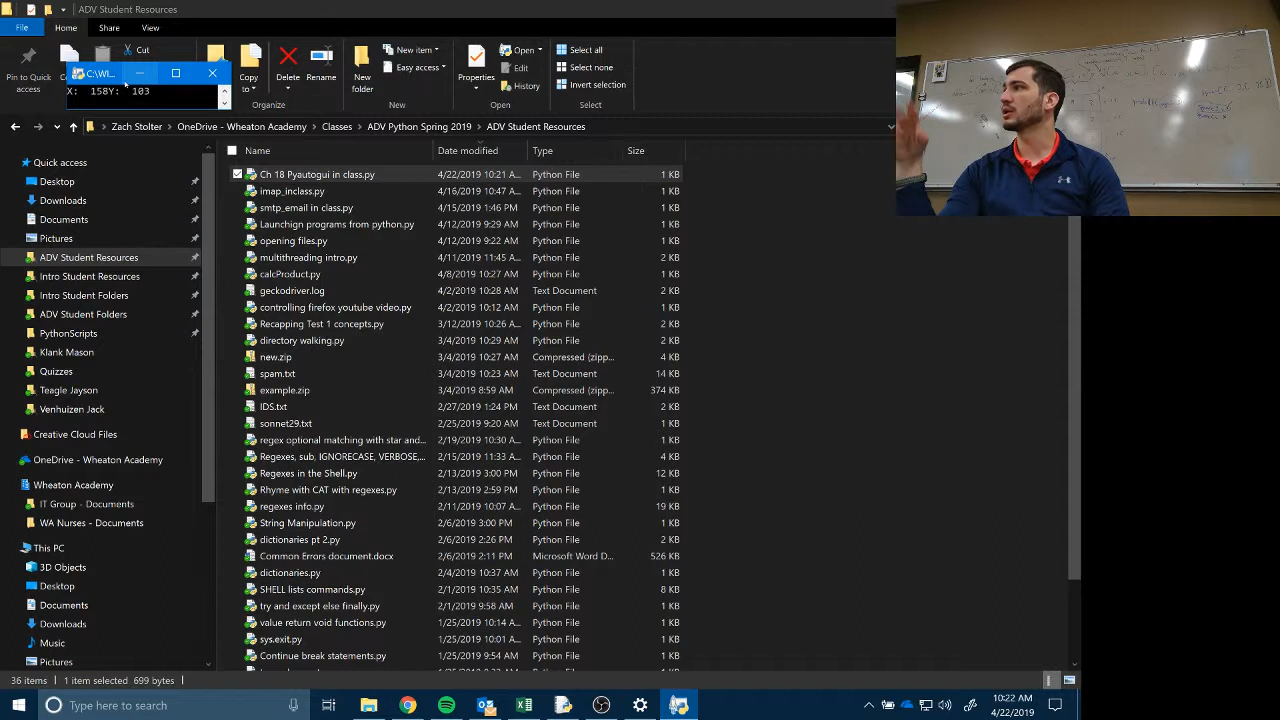 ADV Student Resources
File
Home
Share
View
Pin to Quick access
Cut
Copy
Delete
Rename
New Folder
New item
Easy access
Properties
Open
Edit
History
Select all
Select none
Invert selection
Organize
New
Open
Select
C:\WI...
X: 158Y: 103
Zach Stolter > OneDrive - Wheaton Academy > Classes > ADV Python Spring 2019 > ADV Student Resources
Name Date modified Type Size
Ch 18 Pyautogui in class.py 4/22/2019 10:21 A... Python File 1 KB
imap_inclass.py 4/16/2019 10:47 A... Python File 1 KB
smtp_email in class.py 4/15/2019 1:46 PM Python File 1 KB
Launchign programs from python.py 4/12/2019 9:29 AM Python File 1 KB
opening files.py 4/12/2019 9:22 AM Python File 1 KB
multithreading intro.py 4/11/2019 11:45 A... Python File 2 KB
calcProduct.py 4/8/2019 10:27 AM Python File 1 KB
geckodriver.log 4/2/2019 10:28 AM Text Document 2 KB
controlling firefox youtube video.py 4/2/2019 10:12 AM Python File 1 KB
Recapping Test 1 concepts.py 3/12/2019 10:26 A... Python File 2 KB
directory walking.py 3/4/2019 10:29 AM Python File 1 KB
new.zip 3/4/2019 10:27 AM Compressed (zipp... 4 KB
spam.txt 3/4/2019 10:23 AM Text Document 14 KB
example.zip 3/4/2019 8:59 AM Compressed (zipp... 374 KB
IDS.txt 2/27/2019 1:24 PM Text Document 2 KB
sonnet29.txt 2/25/2019 9:20 AM Text Document 2 KB
regex optional matching with star and... 2/19/2019 10:30 A... Python File 1 KB
Regexes, sub, IGNORECASE, VERBOSE,... 2/15/2019 11:33 A... Python File 4 KB
Regexes in the Shell.py 2/13/2019 3:00 PM Python File 12 KB
Rhyme with CAT with regexes.py 2/13/2019 2:59 PM Python File 1 KB
regexes info.py 2/11/2019 10:07 A... Python File 19 KB
String Manipulation.py 2/6/2019 3:00 PM Python File 1 KB
dictionaries pt 2.py 2/6/2019 2:26 PM Python File 2 KB
Common Errors document.docx 2/6/2019 2:11 PM Microsoft Word D... 526 KB
dictionaries.py 2/4/2019 10:37 AM Python File 1 KB
SHELL lists commands.py 2/1/2019 10:35 AM Python File 8 KB
try and except else finally.py 2/1/2019 9:58 AM Python File 1 KB
value return void functions.py 1/25/2019 10:14 A... Python File 1 KB
sys.exit.py 1/25/2019 10:01 A... Python File 1 KB
Continue break statements.py 1/25/2019 9:54 AM Python File 1 KB
Quick access
Desktop
Downloads
Documents
Pictures
ADV Student Resources
Intro Student Resources
Intro Student Folders
ADV Student Folders
PythonScripts
Klank Mason
Quizzes
Teagle Jayson
Venhuizen Jack
Creative Cloud Files
OneDrive - Wheaton Academy
Wheaton Academy
IT Group - Documents
WA Nurses - Documents
This PC
3D Objects
Desktop
Documents
Downloads
Music
Pictures
36 items
1 item selected 699 bytes
Type here to search
10:22 AM
4/22/2019